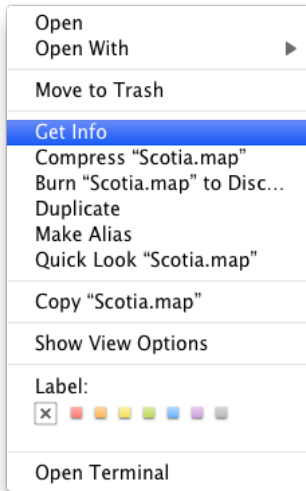 Open
Open With
Move to Trash
Get Info
Compress “Scotia.map”
Burn “Scotia.map” to Disc...
Duplicate
Make Alias
Quick Look “Scotia.map”
Copy “Scotia.map”
Show View Options
Label:
Open Terminal